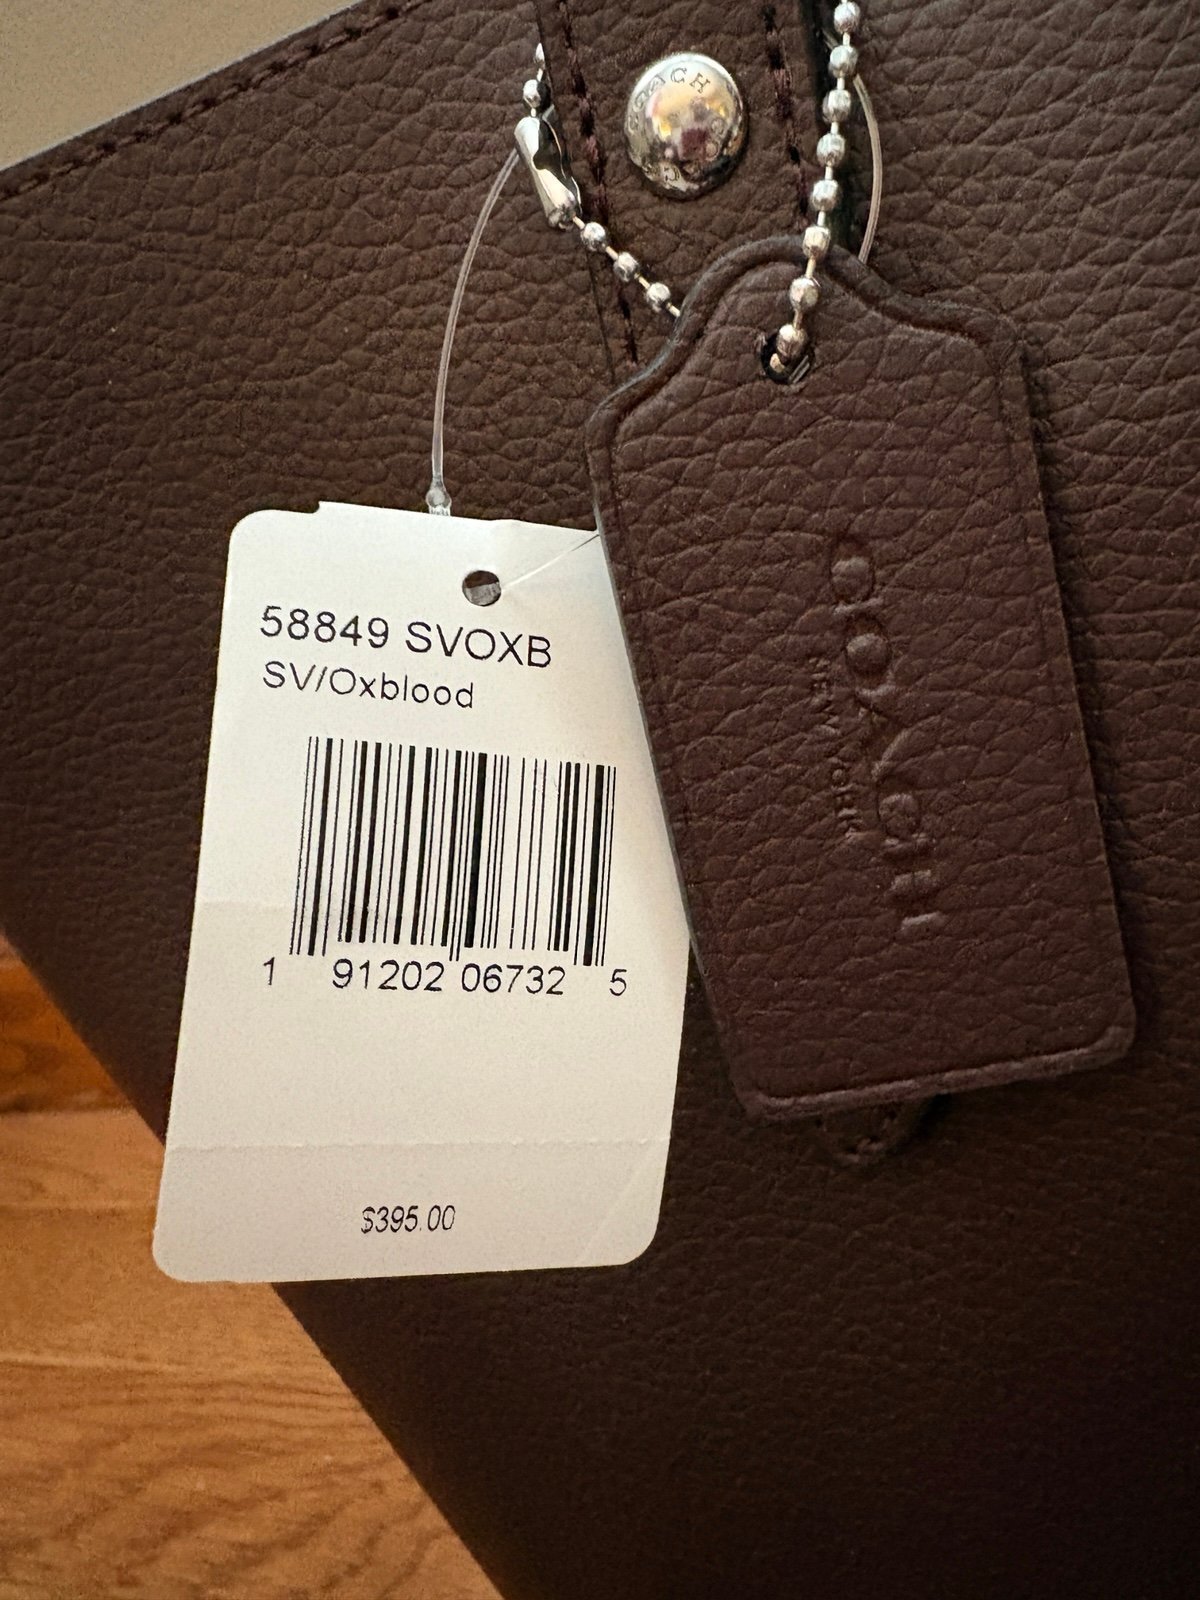 COACH
58849 SVOXB
SV/Oxblood
1 91202 06732 5
$395.00
COACH
NEW YORK